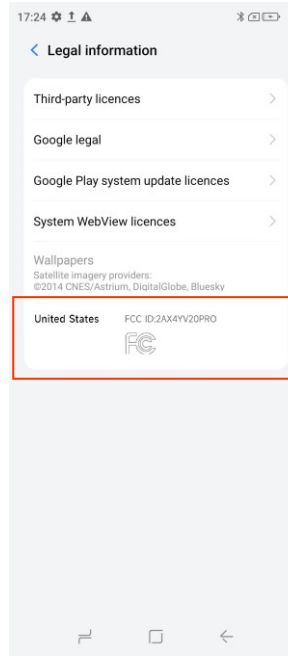 17:24
Legal information
Third-party licences
Google legal
Google Play system update licences
System WebView licences
Wallpapers
Satellite imagery providers:
©2014 CNES/Astrium, DigitalGlobe, Bluesky
United States FCC ID:2AX4YV20PRO
FC